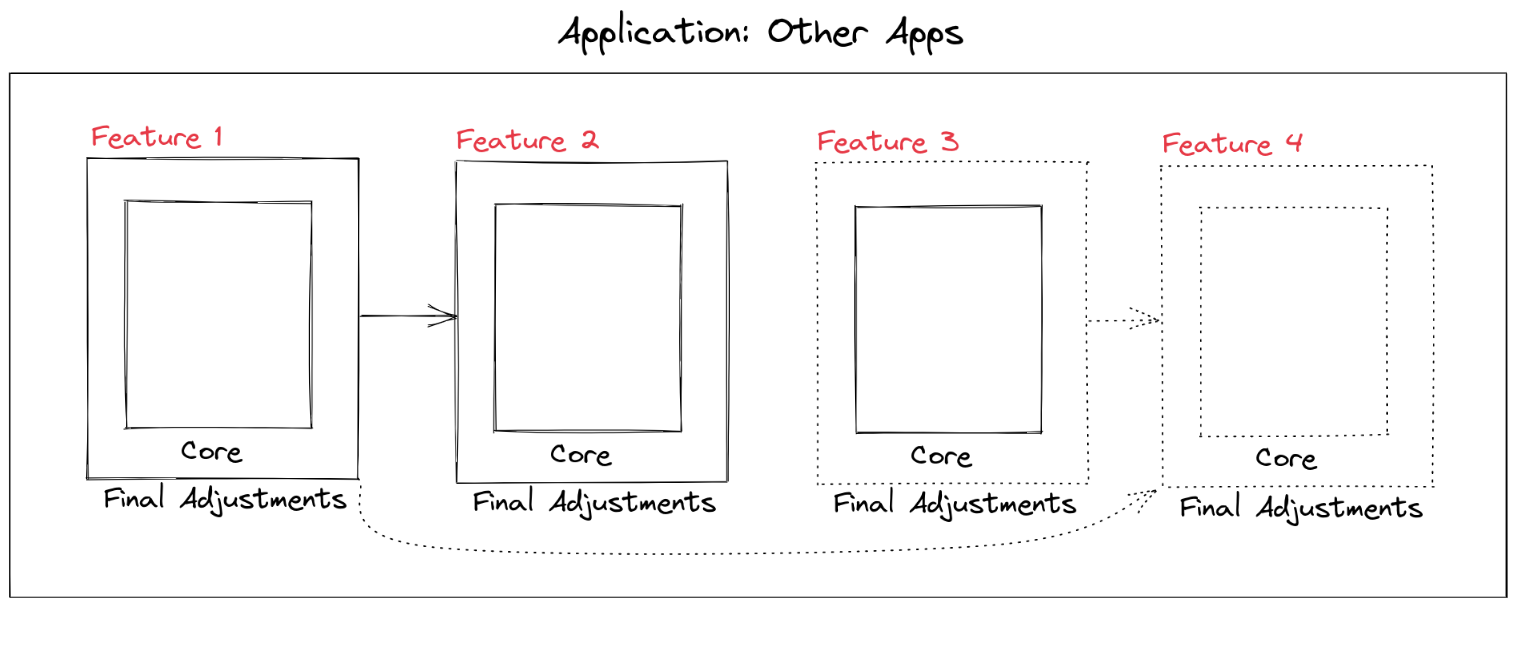 Application: Other Apps
Feature 1
Feature 2
Feature 3
Feature 4
Core
Core
Core
Core
Final Adjustments
Final Adjustments
Final Adjustments
Final Adjustments